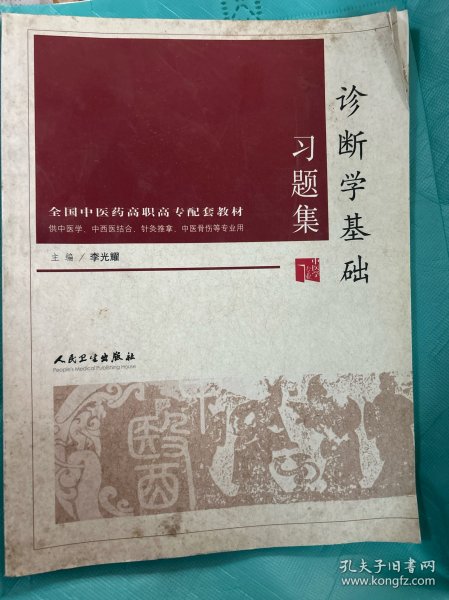 诊断学基础
习题集
全国中医药高职高专配套教材
供中医学、中西医结合、针灸推拿、中医骨伤等专业用
主编／李光耀
人民卫生出版社
People's Medical Publishing House
孔夫子旧书网
www.kongfz.com